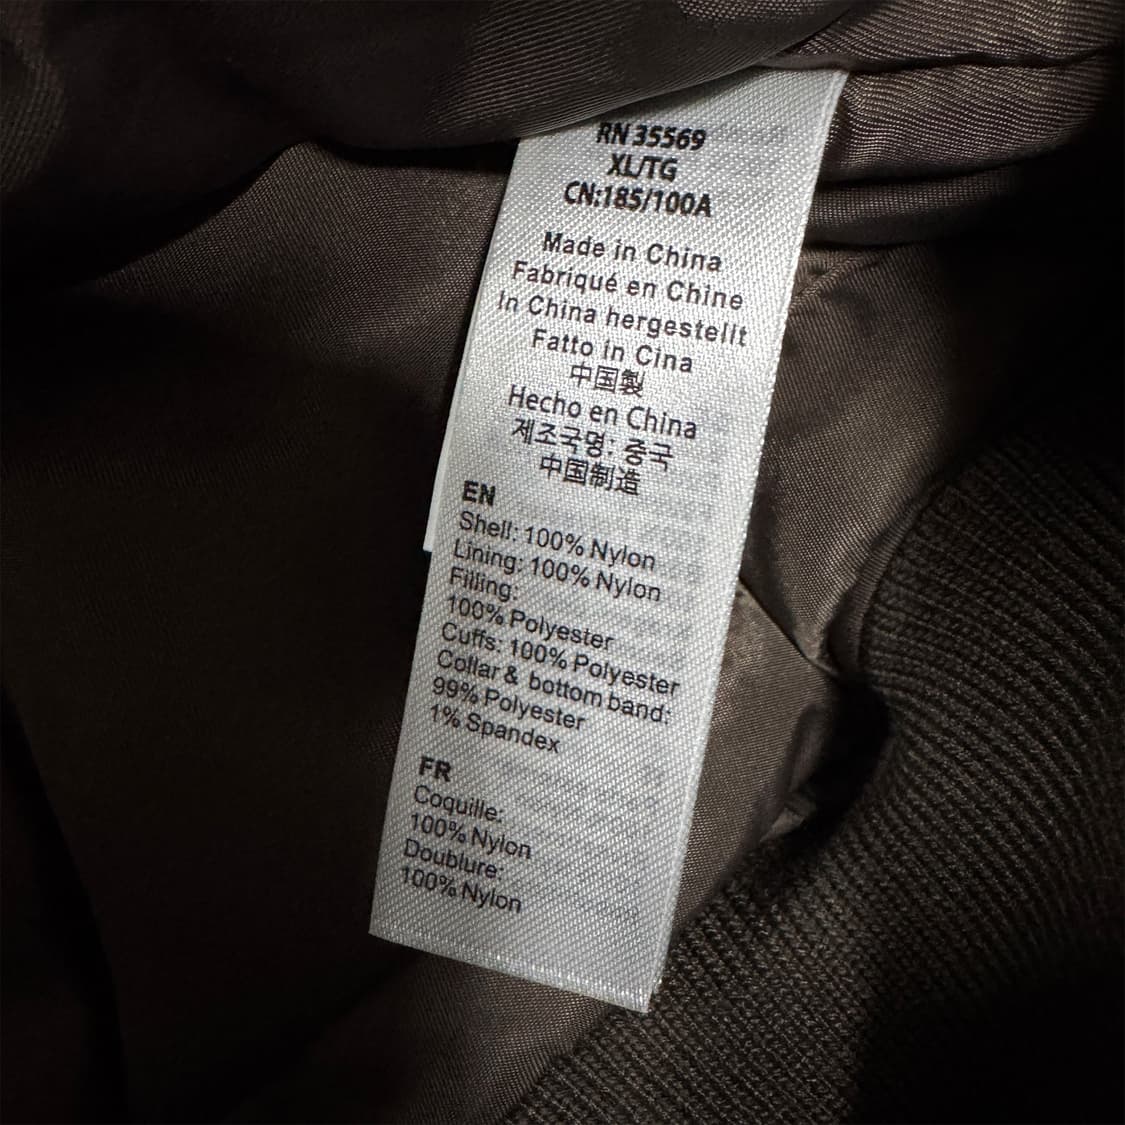 RN 35569
XL/TG
CN:185/100A
Made in China
Fabriqué en Chine
In China hergestellt
Fatto in Cina
中国製
Hecho en China
제조국명: 중국
中国制造
EN
Shell: 100% Nylon
Lining: 100% Nylon
Filling:
100% Polyester
Cuffs: 100% Polyester
Collar & bottom band:
99% Polyester
1% Spandex
FR
Coquille:
100% Nylon
Doublure:
100% Nylon